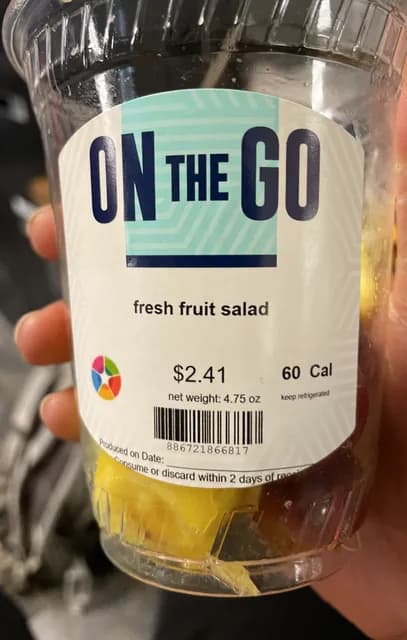 ON THE GO
fresh fruit salad
$2.41
60 Cal
net weight: 4.75 oz
keep refrigerated
886721866817
Produced on Date:
Consume or discard within 2 days of